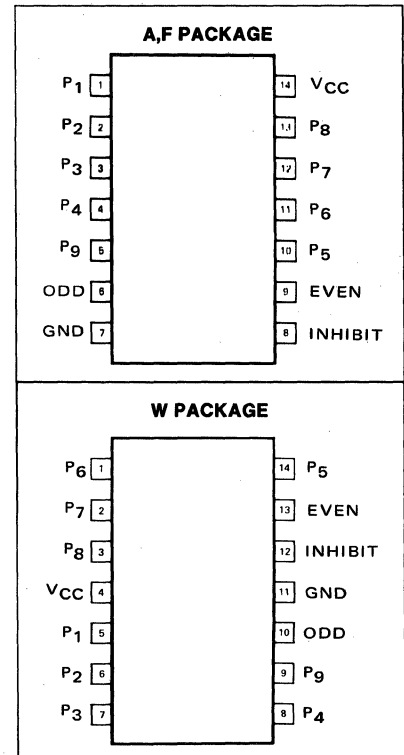 A,F PACKAGE
P1 1 14 VCC
P2 2 13 P8
P3 3 12 P7
P4 4 11 P6
P9 5 10 P5
ODD 6 9 EVEN
GND 7 8 INHIBIT
W PACKAGE
P6 1 14 P5
P7 2 13 EVEN
P8 3 12 INHIBIT
VCC 4 11 GND
P1 5 10 ODD
P2 6 9 P9
P3 7 8 P4